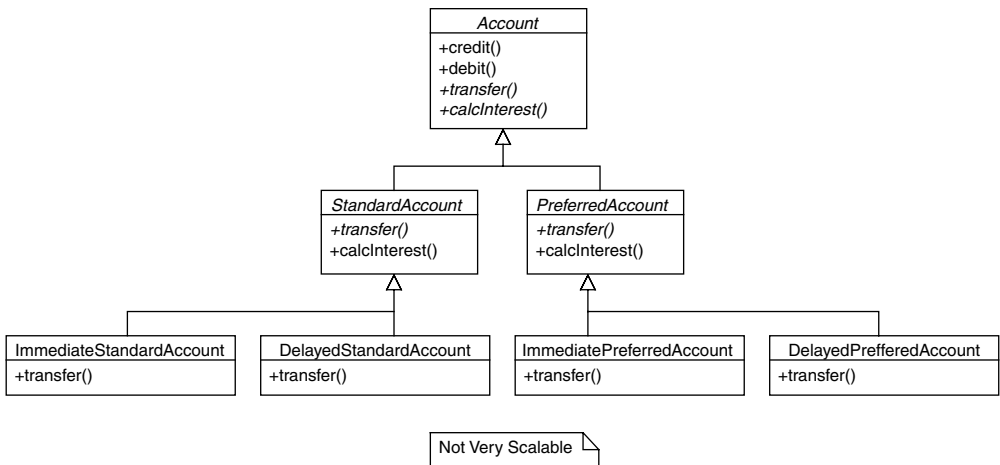 Account
+credit()
+debit()
+transfer()
+calcInterest()
StandardAccount
+transfer()
+calcInterest()
PreferredAccount
+transfer()
+calcInterest()
ImmediateStandardAccount
+transfer()
DelayedStandardAccount
+transfer()
ImmediatePreferredAccount
+transfer()
DelayedPrefferedAccount
+transfer()
Not Very Scalable